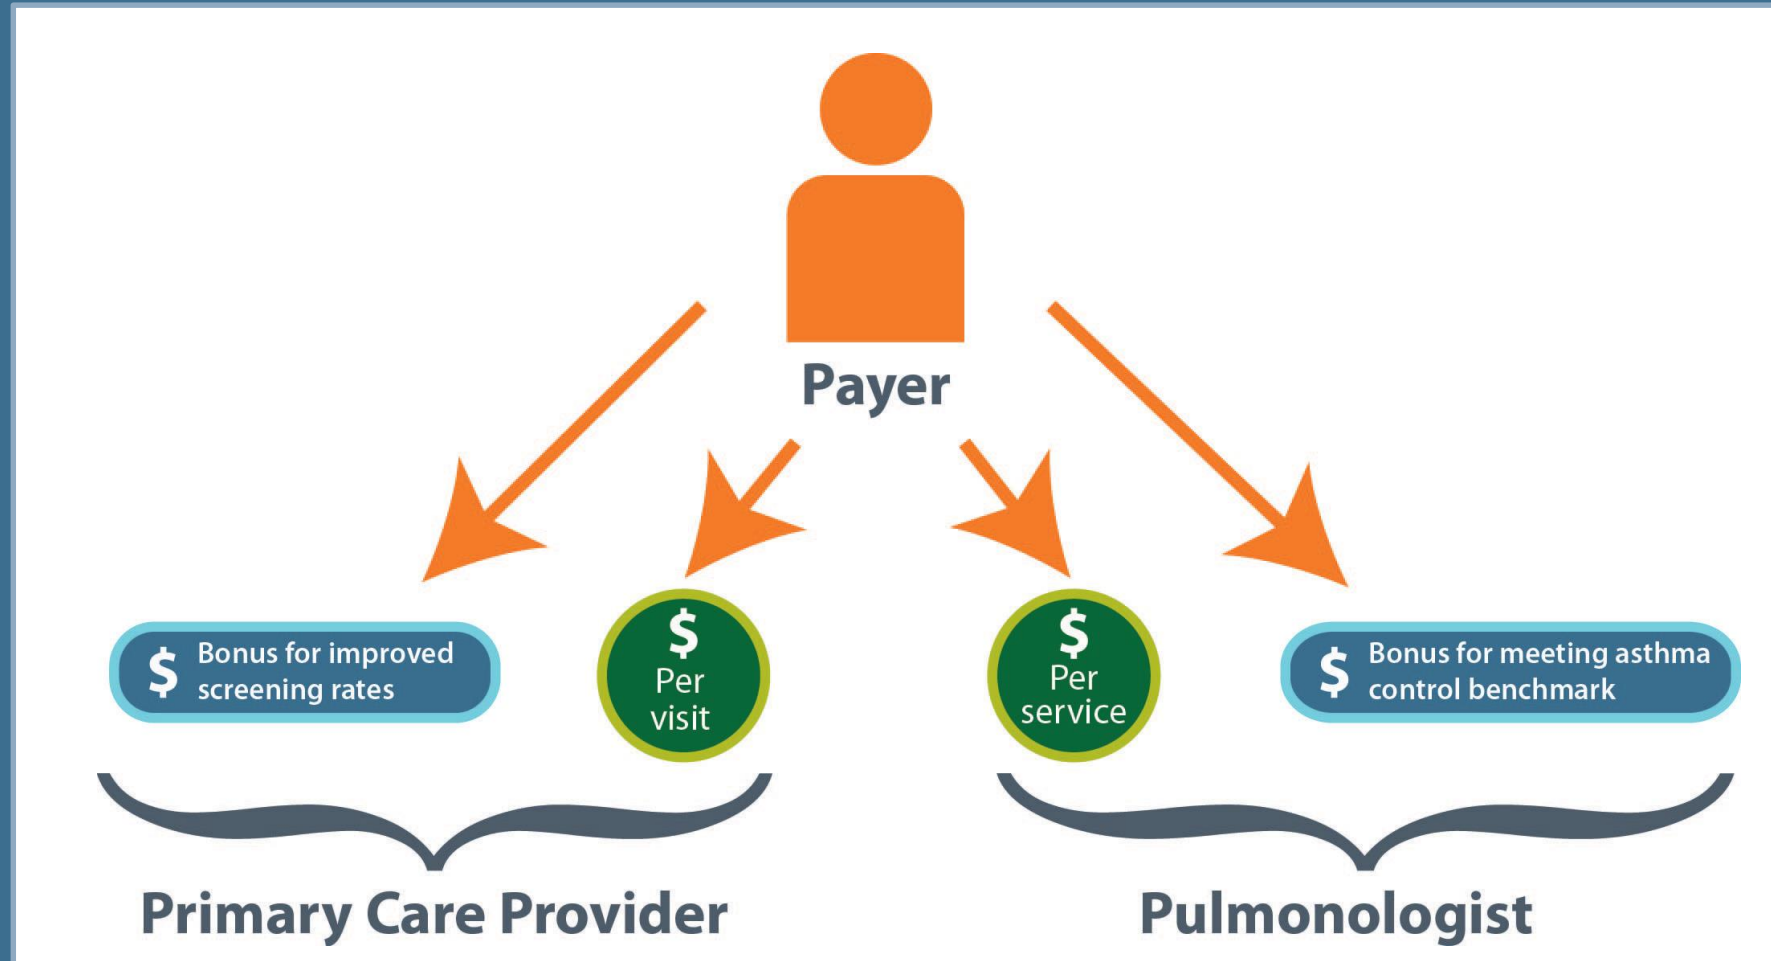 Payer
$ Bonus for improved
screening rates
$
Per
visit
$
Per
service
$ Bonus for meeting asthma
control benchmark
Primary Care Provider
Pulmonologist